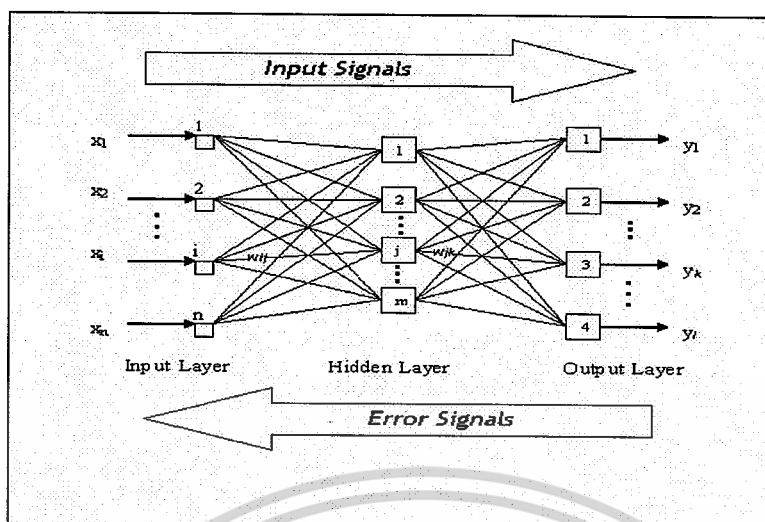 Input Signals
1 1 1
x1 y1
2 2 2
x2 y2
i wij j wjk 3
xi yk
n m 4
xn yl
Input Layer Hidden Layer Output Layer
Error Signals